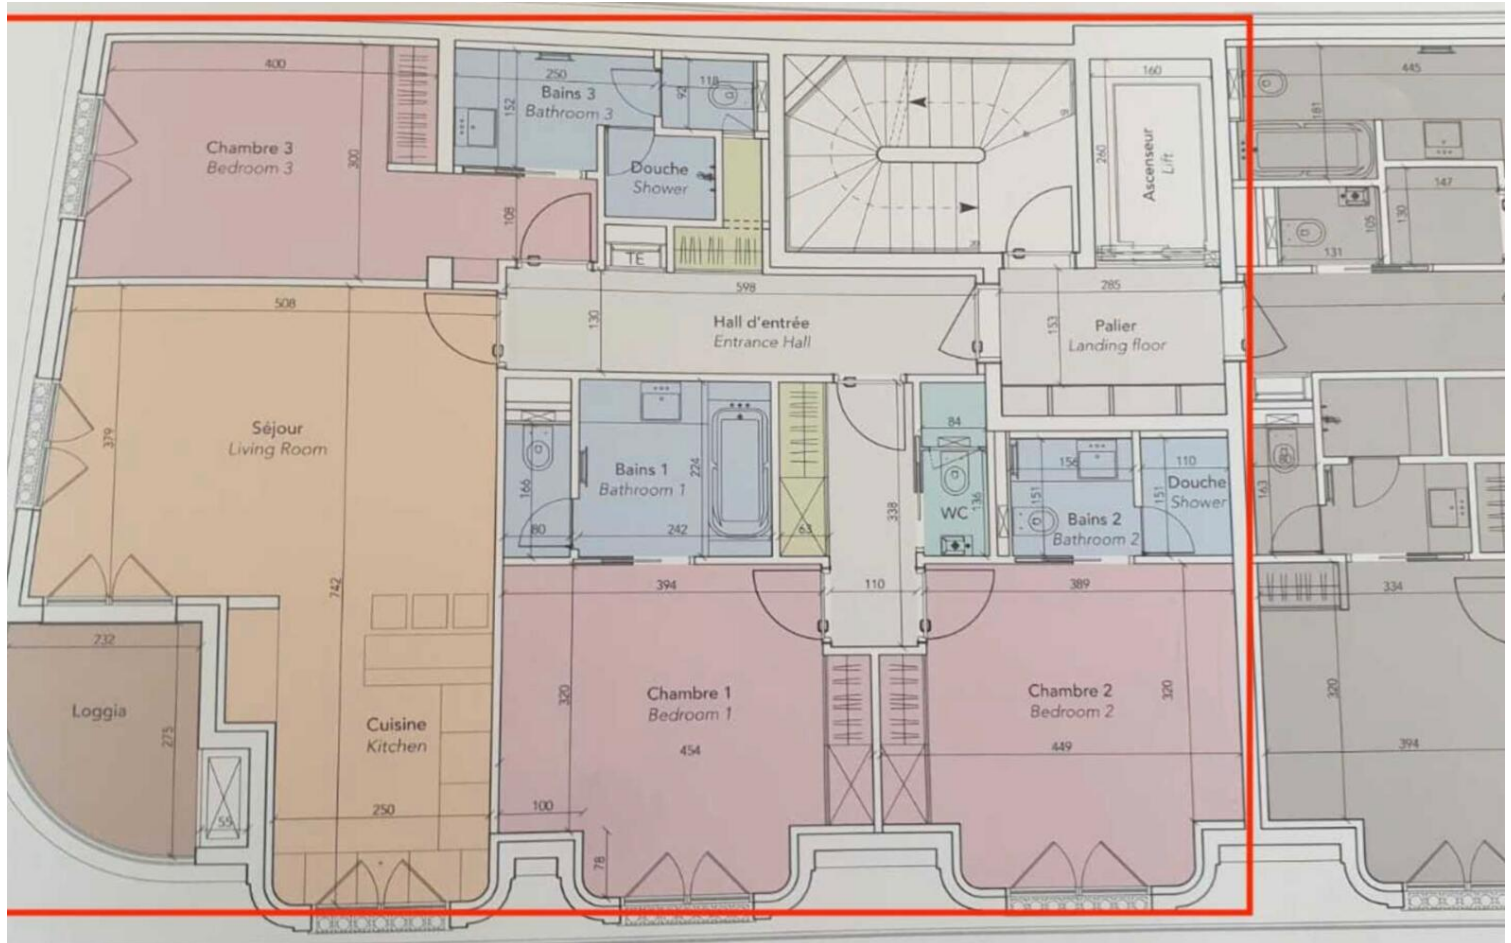 400
300
Chambre 3
Bedroom 3
250
152
Bains 3
Bathroom 3
118
92
Douche
Shower
108
TE
160
260
Ascenseur
Lift
445
181
147
130
105
131
508
598
130
Hall d'entrée
Entrance Hall
285
153
Palier
Landing floor
379
Séjour
Living Room
742
166
80
Bains 1
Bathroom 1
224
242
63
338
84
136
WC
156
151
Bains 2
Bathroom 2
110
151
Douche
Shower
163
232
Loggia
275
55
Cuisine
Kitchen
250
394
320
Chambre 1
Bedroom 1
454
100
78
110
389
320
Chambre 2
Bedroom 2
449
334
320
394